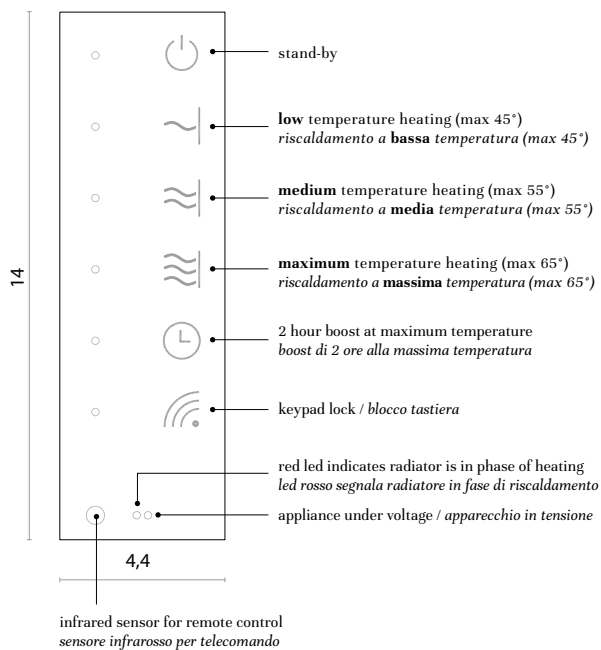 stand-by
low temperature heating (max 45°)
riscaldamento a bassa temperatura (max 45°)
medium temperature heating (max 55°)
riscaldamento a media temperatura (max 55°)
maximum temperature heating (max 65°)
riscaldamento a massima temperatura (max 65°)
14
2 hour boost at maximum temperature
boost di 2 ore alla massima temperatura
keypad lock / blocco tastiera
red led indicates radiator is in phase of heating
led rosso segnala radiatore in fase di riscaldamento
appliance under voltage / apparecchio in tensione
4,4
infrared sensor for remote control
sensore infrarosso per telecomando